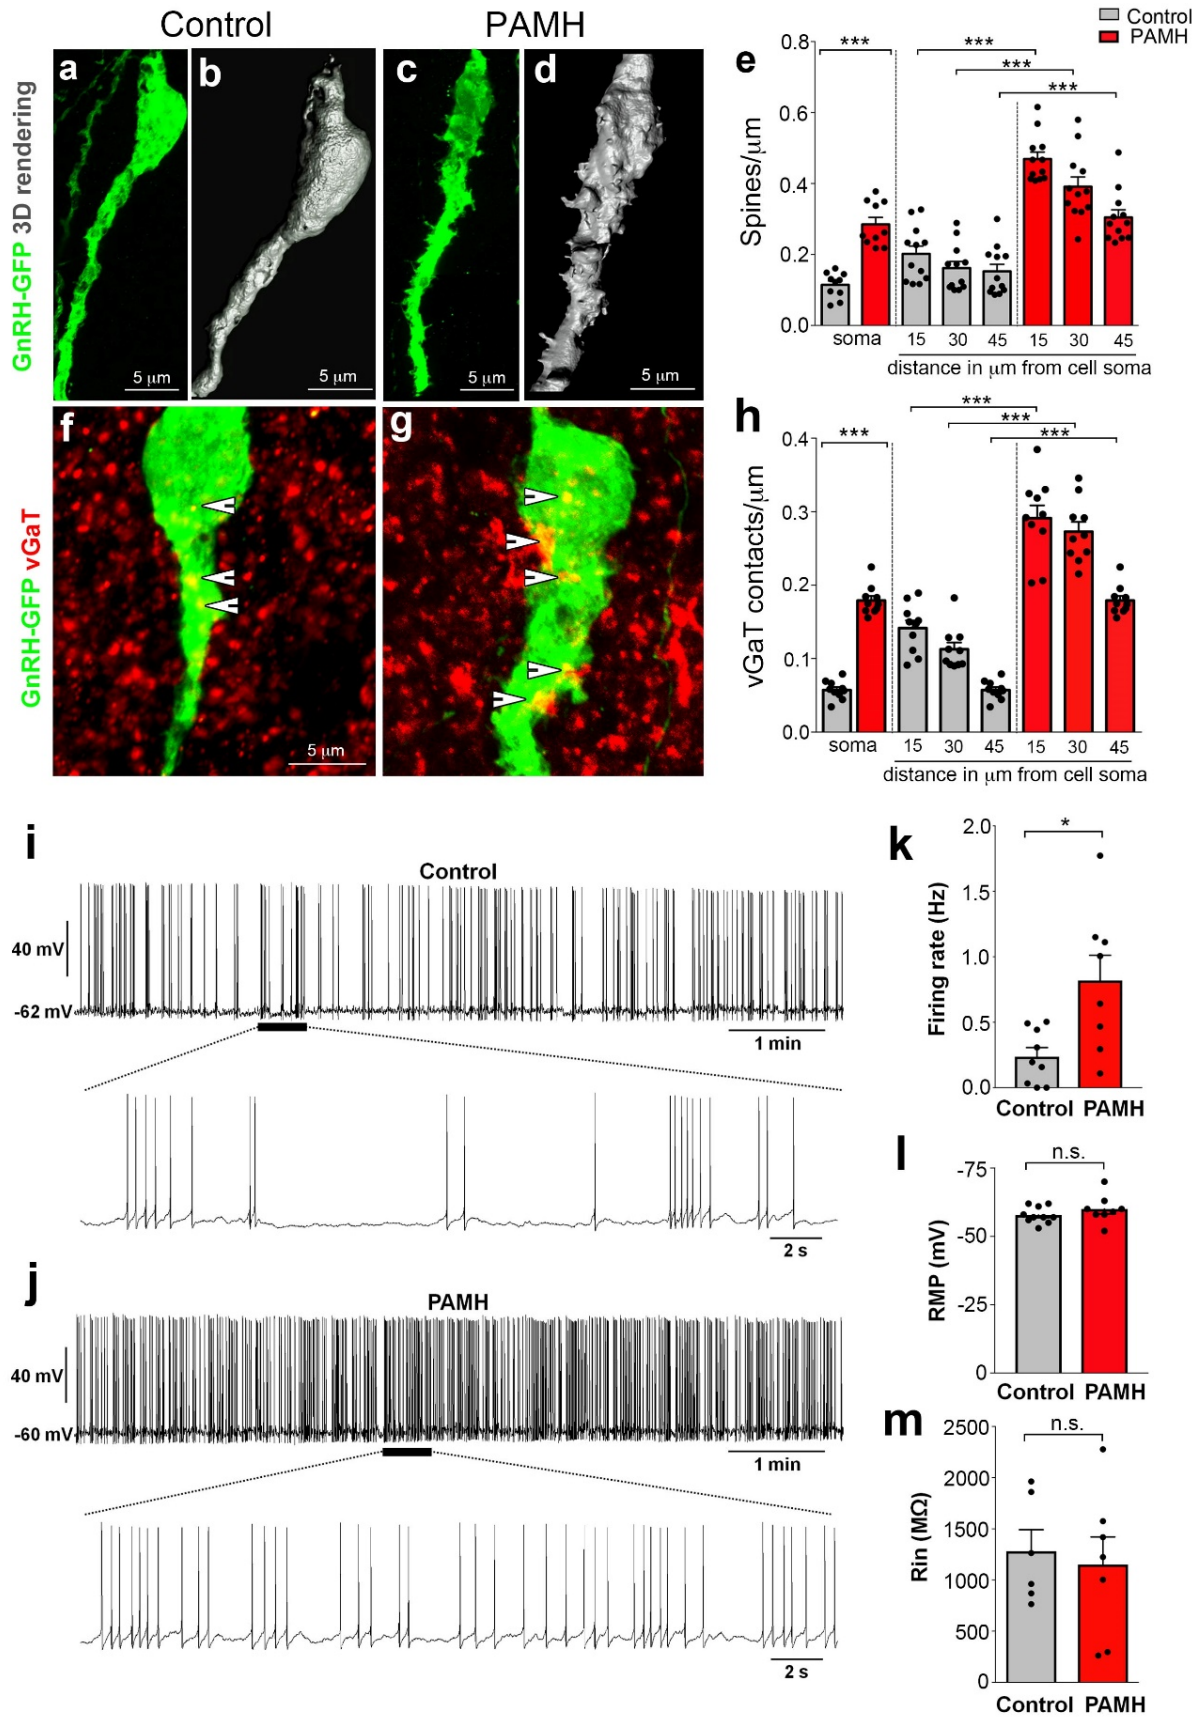 Control
PAMH
GnRH-GFP 3D rendering
a
b
c
d
5 μm
5 μm
5 μm
5 μm
e
Control
PAMH
Spines/μm
0.8
0.6
0.4
0.2
0.0
***
***
***
***
soma
15
30
45
15
30
45
distance in μm from cell soma
GnRH-GFP vGaT
f
g
5 μm
h
vGaT contacts/μm
0.4
0.3
0.2
0.1
0.0
***
***
***
***
soma
15
30
45
15
30
45
distance in μm from cell soma
i
Control
40 mV
-62 mV
1 min
2 s
j
PAMH
40 mV
-60 mV
1 min
2 s
k
Firing rate (Hz)
2.0
1.5
1.0
0.5
0.0
*
Control PAMH
l
RMP (mV)
-75
-50
-25
0
n.s.
Control PAMH
m
Rin (MΩ)
2500
2000
1500
1000
500
0
n.s.
Control PAMH